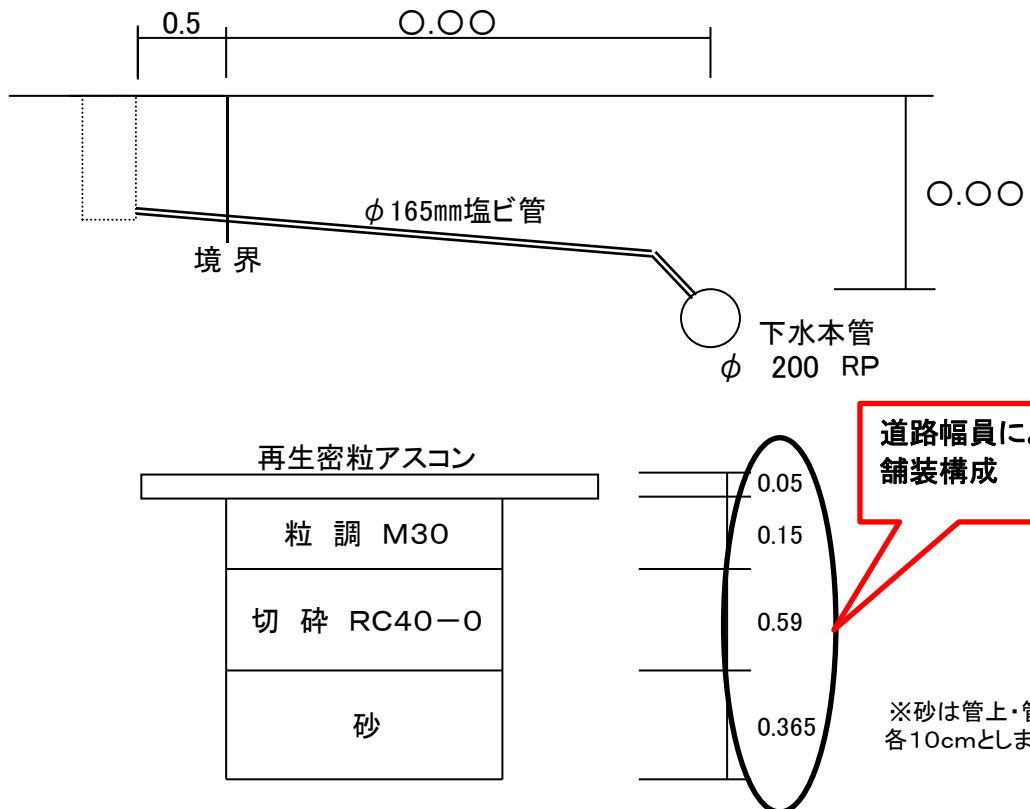 0.5
〇.〇〇
〇.〇〇
φ165㎜塩ビ管
境 界
下水本管
φ 200 RP
再生密粒アスコン
粒 調 M30
切 砕 RC40－0
砂
0.05
0.15
0.59
0.365
道路幅員に
舗装構成
※砂は管上・
各10cmとしま